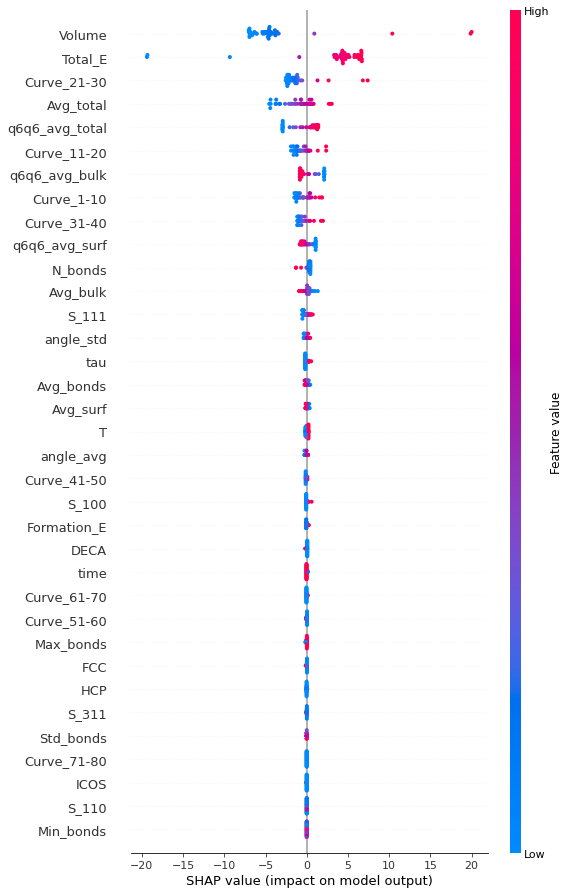 High
Volume
Total_E
Curve_21-30
Avg_total
q6q6_avg_total
Curve_11-20
q6q6_avg_bulk
Curve_1-10
Curve_31-40
q6q6_avg_surf
N_bonds
Avg_bulk
S_111
angle_std
tau
Avg_bonds
Avg_surf
T
angle_avg
Curve_41-50
S_100
Formation_E
DECA
time
Curve_61-70
Curve_51-60
Max_bonds
FCC
HCP
S_311
Std_bonds
Curve_71-80
ICOS
S_110
Min_bonds
Feature value
Low
−20 −15 −10 −5 0 5 10 15 20
SHAP value (impact on model output)